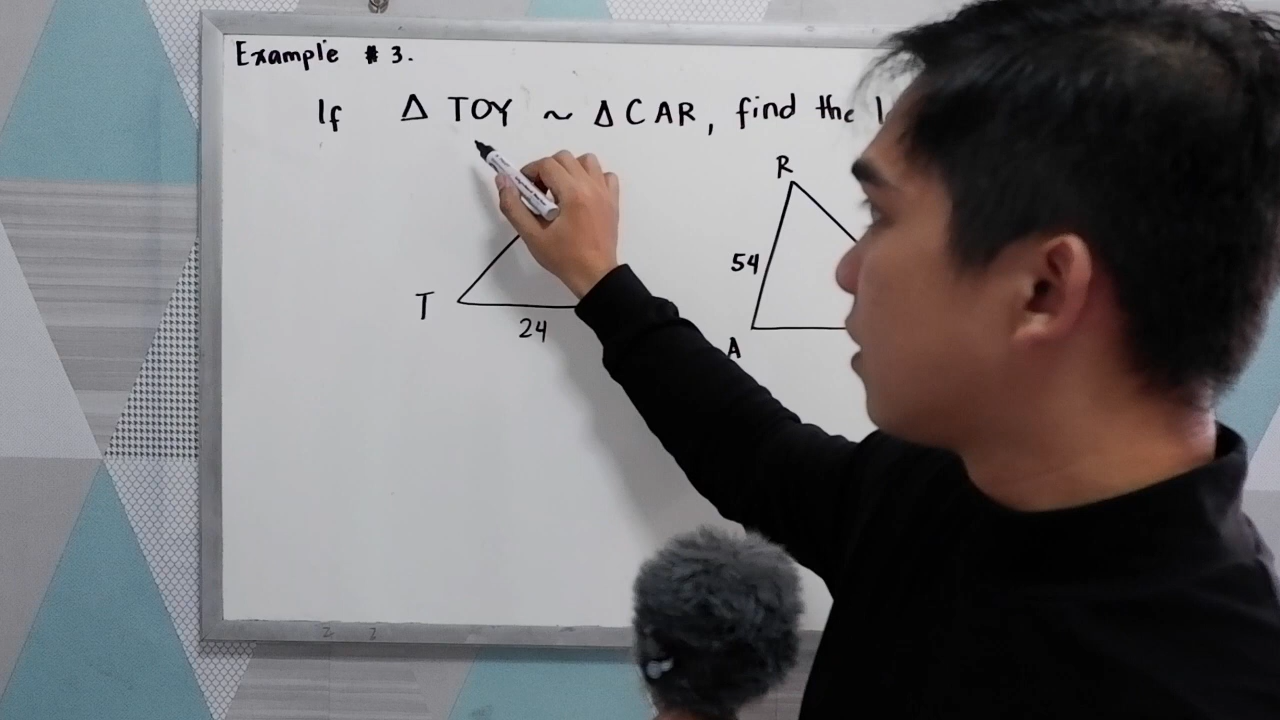 Example # 3.
If Δ TOY ~ Δ CAR, find the
R
54
T
24
A